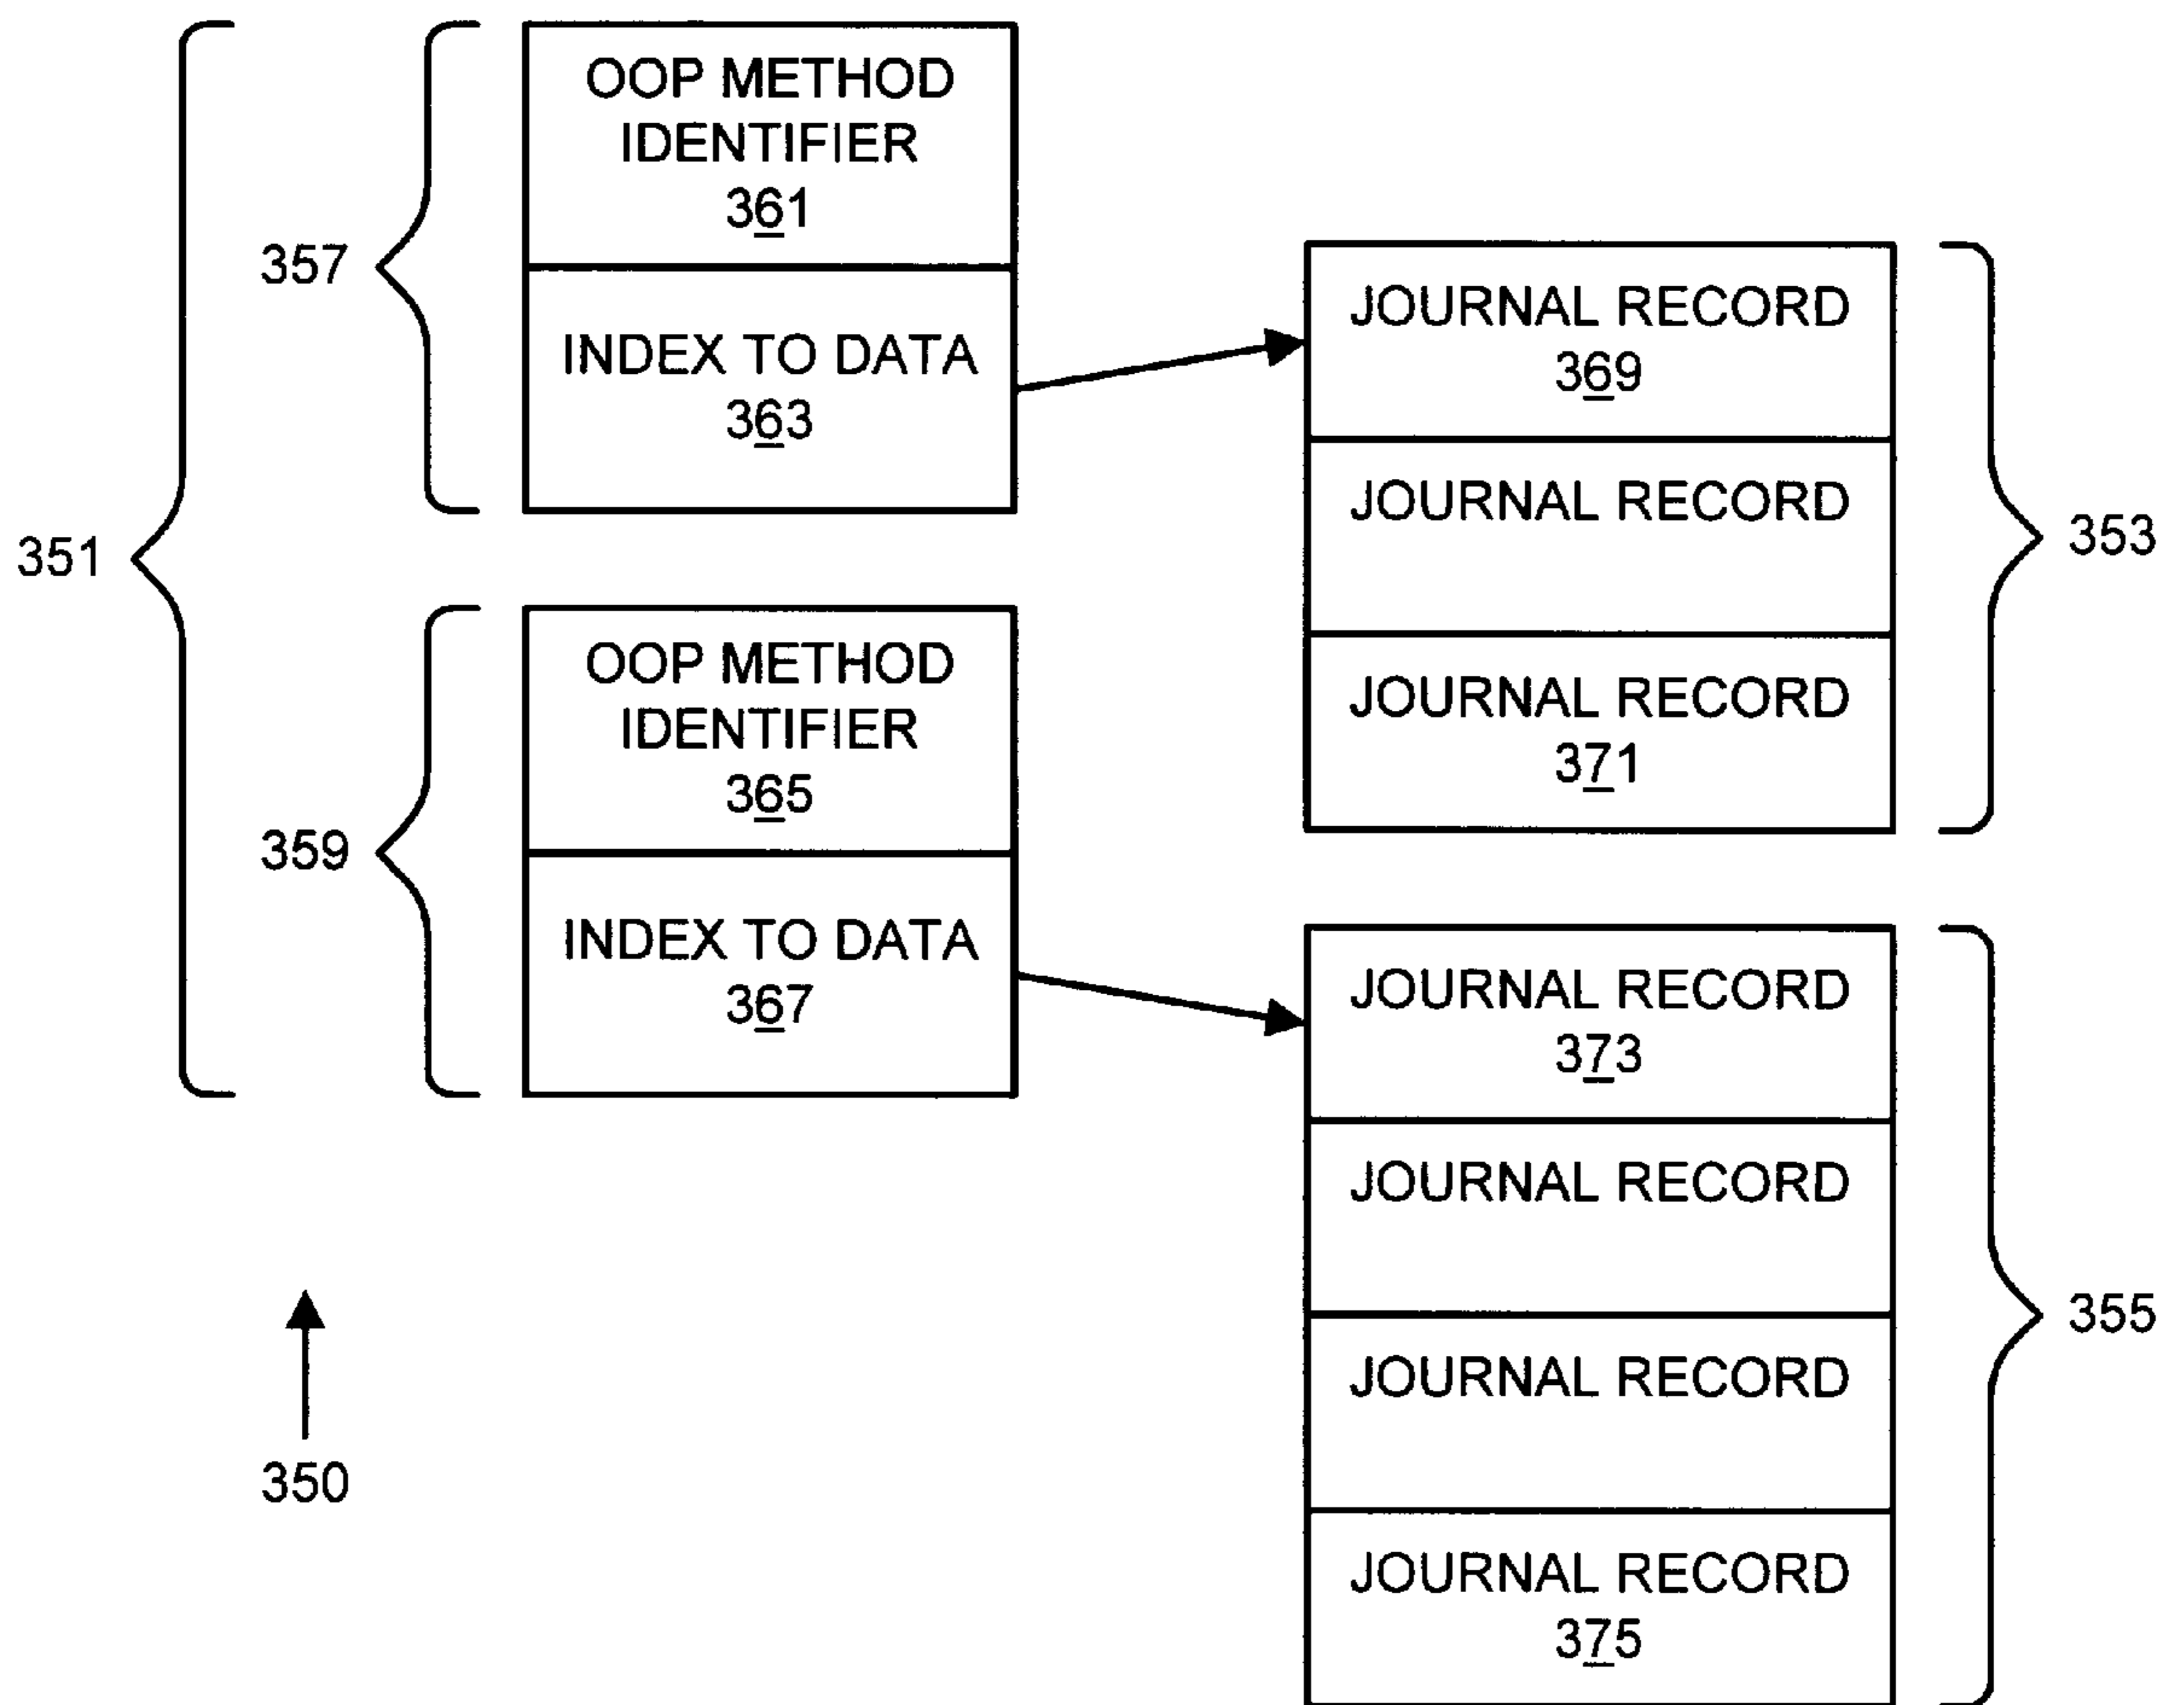 351
357
OOP METHOD
IDENTIFIER
361
INDEX TO DATA
363
359
OOP METHOD
IDENTIFIER
365
INDEX TO DATA
367
350
JOURNAL RECORD
369
JOURNAL RECORD
JOURNAL RECORD
371
353
JOURNAL RECORD
373
JOURNAL RECORD
JOURNAL RECORD
JOURNAL RECORD
375
355